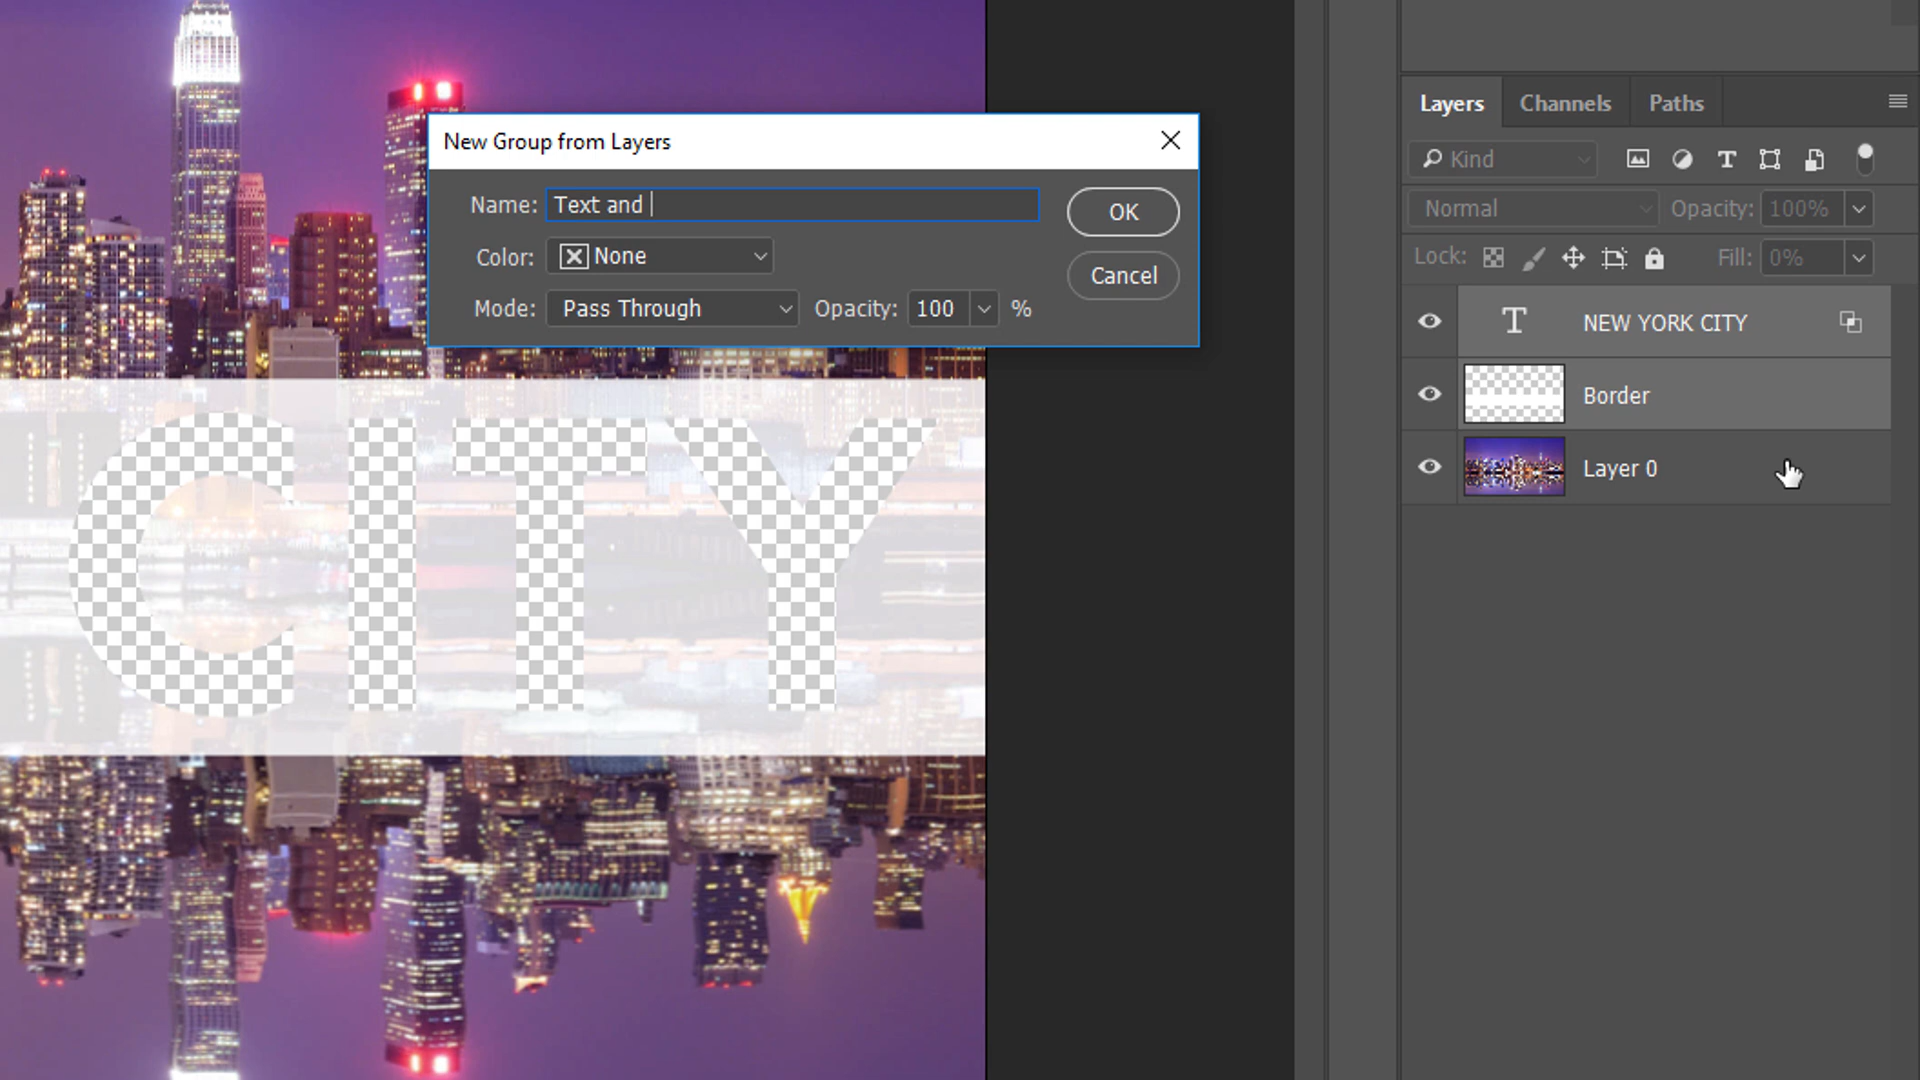 Layers Channels Paths
New Group from Layers
Kind
Name: Text and
OK
Normal Opacity: 100%
Color: None
Cancel
Lock: Fill: 0%
Mode: Pass Through Opacity: 100 %
T NEW YORK CITY
Border
Layer 0
CITY